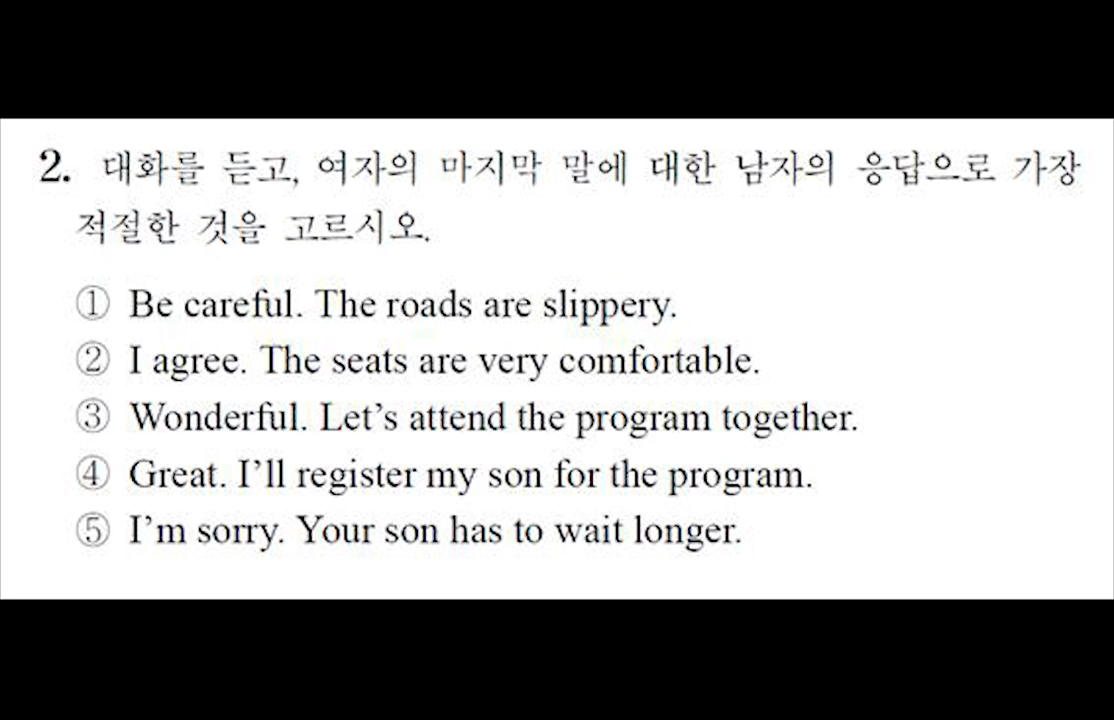 2. 대화를 듣고, 여자의 마지막 말에 대한 남자의 응답으로 가장
적절한 것을 고르시오.
① Be careful. The roads are slippery.
② I agree. The seats are very comfortable.
③ Wonderful. Let’s attend the program together.
④ Great. I’ll register my son for the program.
⑤ I’m sorry. Your son has to wait longer.